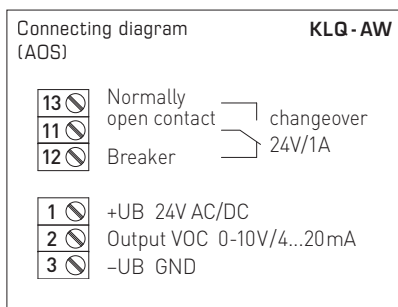 Connecting diagram KLQ-AW
(AOS)
13 Normally
open contact
11
changeover
24V/1A
12 Breaker
1 +UB 24V AC/DC
2 Output VOC 0-10V/4...20mA
3 –UB GND